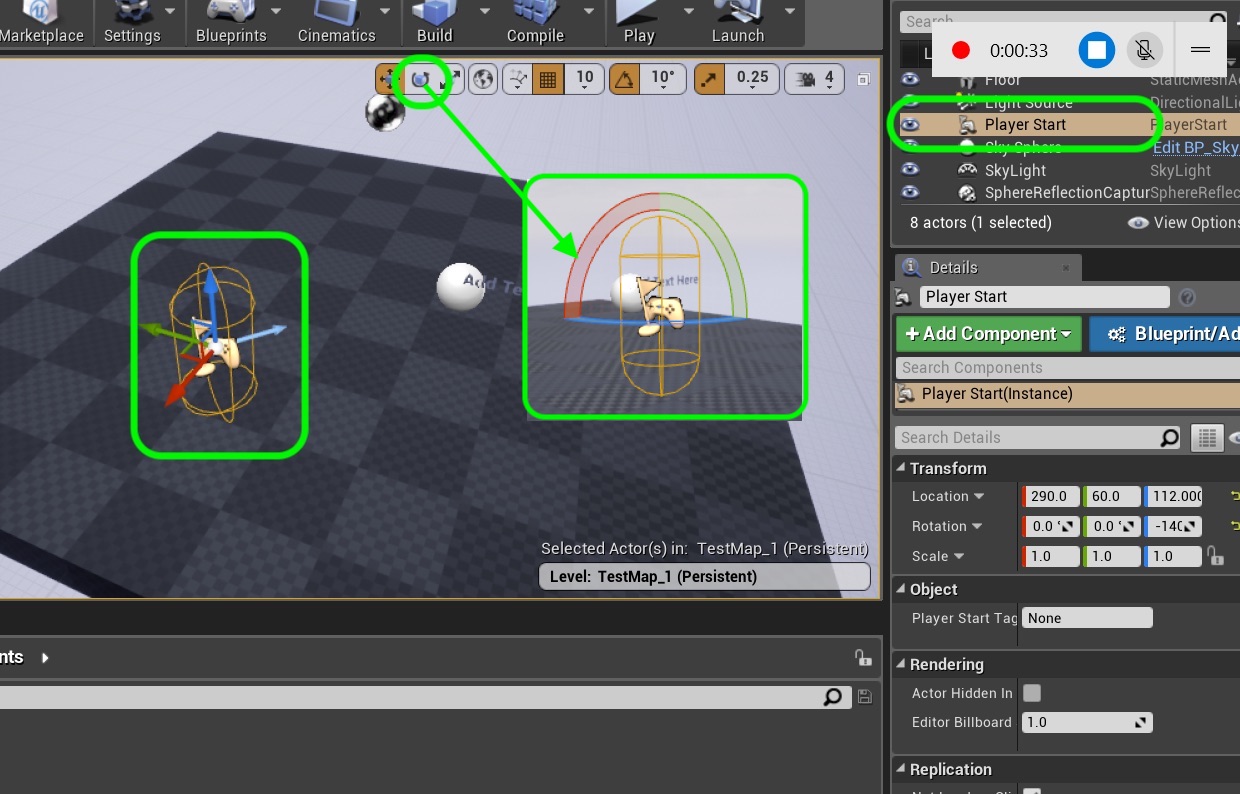 Marketplace
Settings
Blueprints
Cinematics
Build
Compile
Play
Launch
10
10°
0.25
4
Search
0:00:33
Floor
StaticMeshA
Light Source
DirectionalLi
Player Start
PlayerStart
Sky Sphere
Edit BP_Sky
SkyLight
SkyLight
SphereReflectionCaptur
SphereReflec
8 actors (1 selected)
View Options
Add Te
Text Here
Details
Player Start
+ Add Component
Blueprint/Ad
Search Components
Player Start(Instance)
Search Details
Transform
Location
290.0
60.0
112.000
Rotation
0.0 °
0.0 °
-140
Scale
1.0
1.0
1.0
Object
Player Start Tag
None
Rendering
Actor Hidden In
Editor Billboard
1.0
Replication
Selected Actor(s) in: TestMap_1 (Persistent)
Level: TestMap_1 (Persistent)
nts